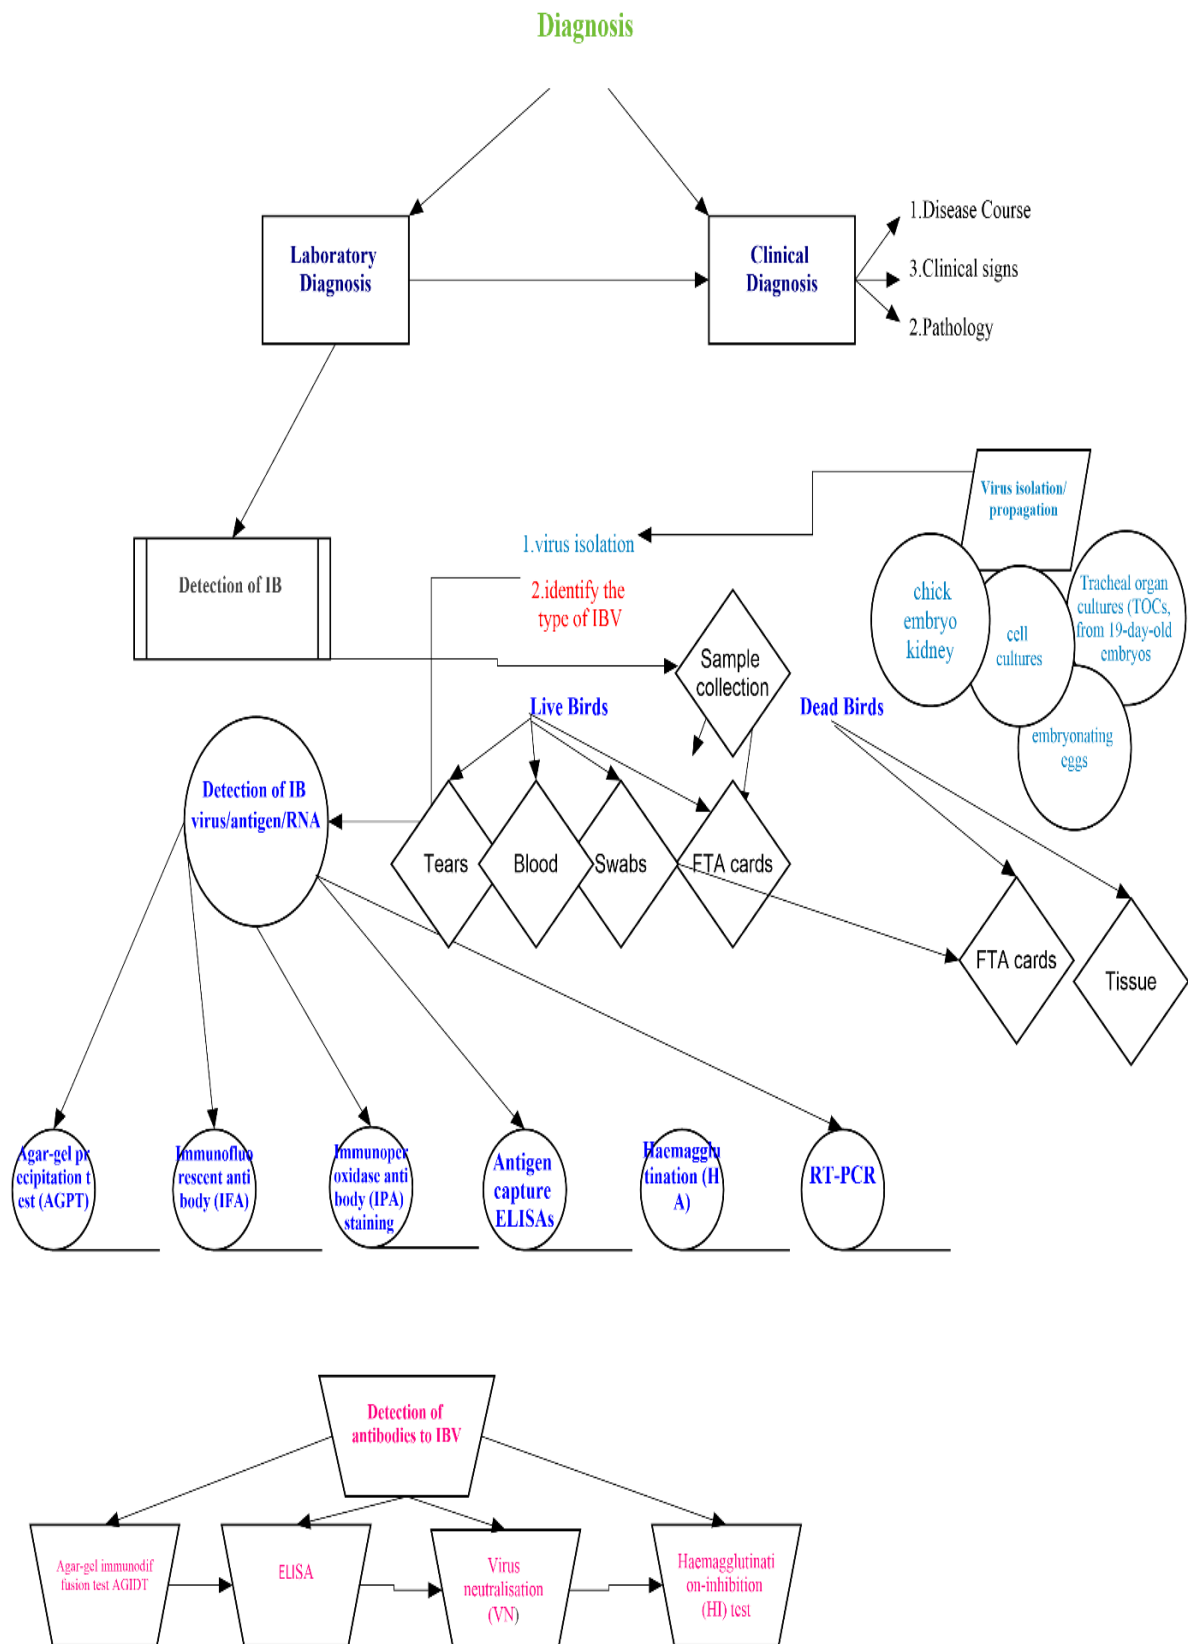 Diagnosis
Laboratory
Diagnosis
Clinical
Diagnosis
1.Disease Course
3.Clinical signs
2.Pathology
Virus isolation/
propagation
1.virus isolation
2.identify the
type of IBV
Detection of IB
chick
embryo
kidney
cell
cultures
Tracheal organ
cultures (TOCs,
from 19-day-old
embryos
embryonating
eggs
Sample
collection
Live Birds
Dead Birds
Detection of IB
virus/antigen/RNA
Tears
Blood
Swabs
FTA cards
FTA cards
Tissue
Agar-gel pr
ecipitation t
est (AGPT)
Immunofluo
rescent anti
body (IFA)
Immunoper
oxidase anti
body (IPA)
staining
Antigen
capture
ELISAs
Haemagglu
tination (H
A)
RT-PCR
Detection of
antibodies to IBV
Agar-gel immunodif
fusion test AGIDT
ELISA
Virus
neutralisation
(VN)
Haemagglutinati
on-inhibition
(HI) test